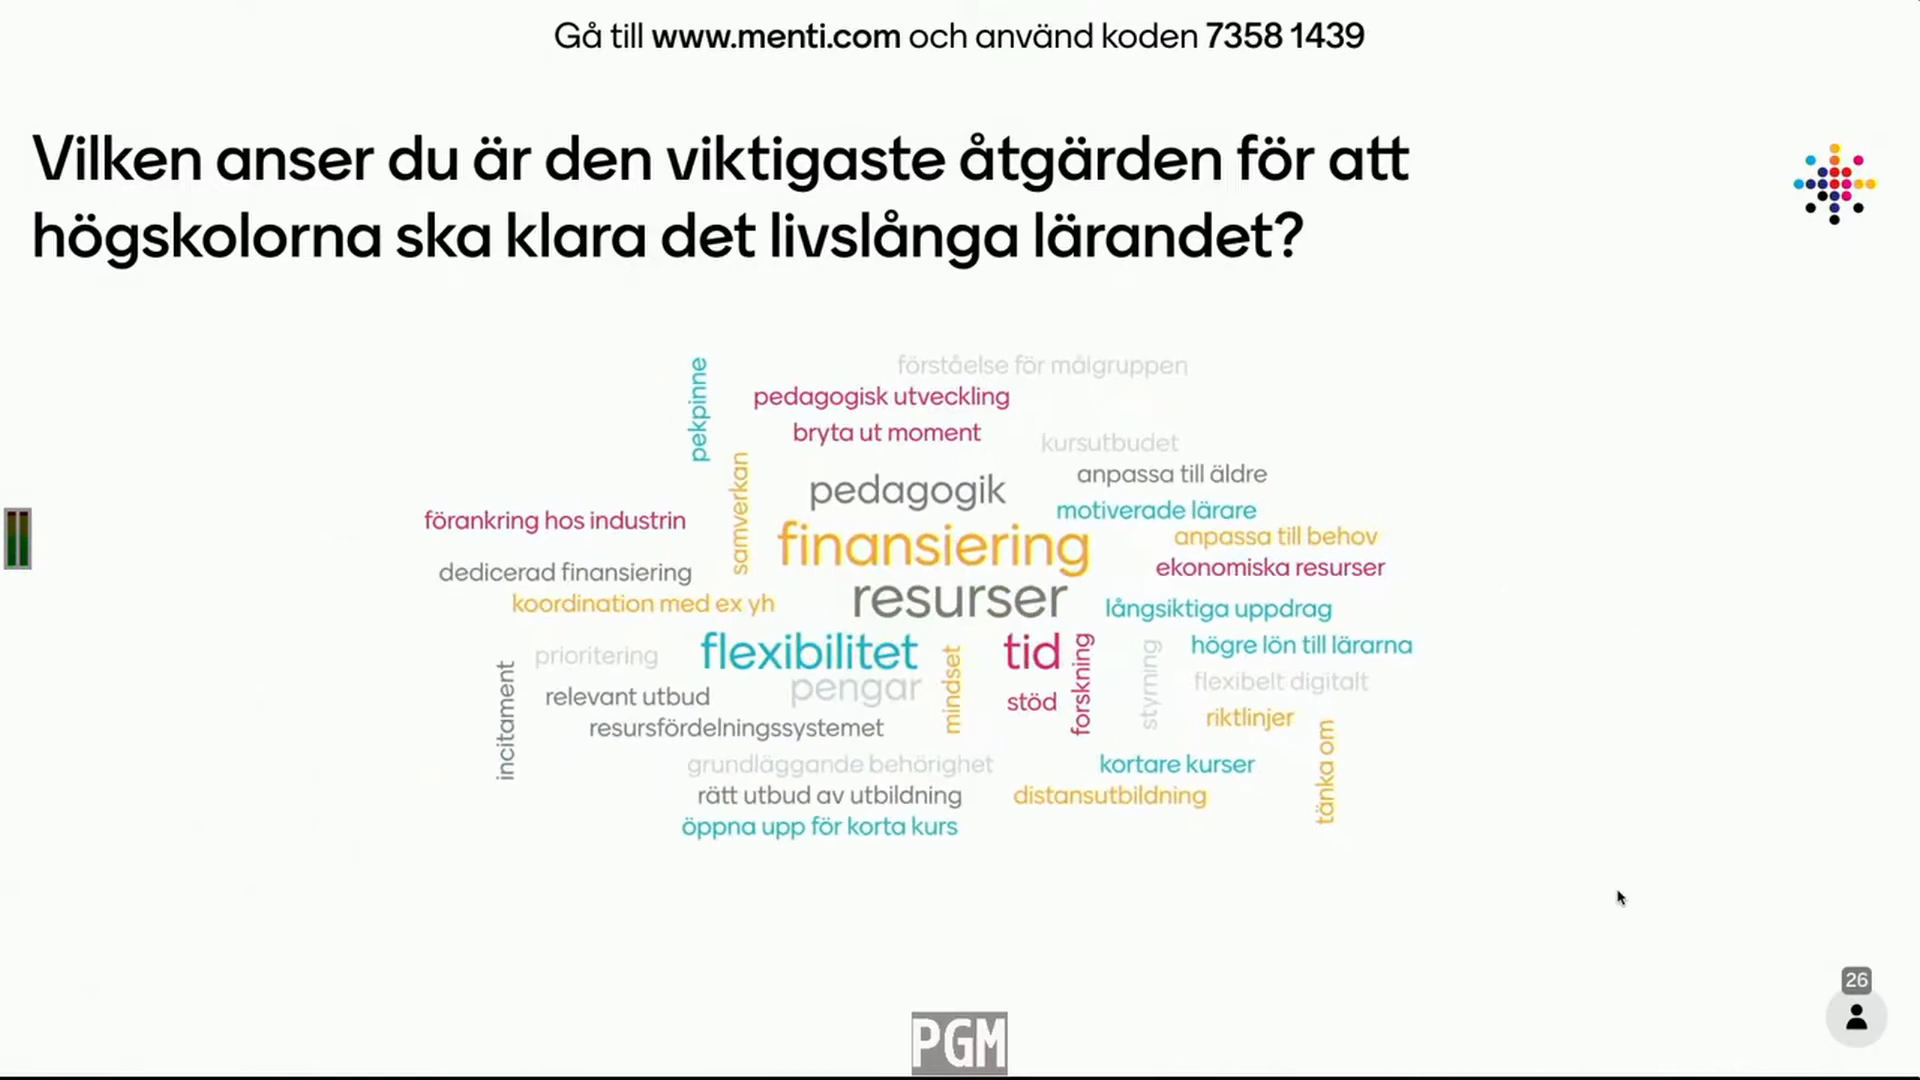 Gå till www.menti.com och använd koden 7358 1439
Vilken anser du är den viktigaste åtgärden för att
högskolorna ska klara det livslånga lärandet?
förståelse för målgruppen
pekpinne
pedagogisk utveckling
bryta ut moment
kursutbudet
samverkan
anpassa till äldre
pedagogik
motiverade lärare
förankring hos industrin
finansiering
anpassa till behov
ekonomiska resurser
dedicerad finansiering
resurser
koordination med ex yh
långsiktiga uppdrag
flexibilitet
tid
forskning
högre lön till lärarna
prioritering
mindset
styrning
incitament
pengar
flexibelt digitalt
relevant utbud
stöd
riktlinjer
resursfördelningssystemet
tänka om
grundläggande behörighet
kortare kurser
rätt utbud av utbildning
distansutbildning
öppna upp för korta kurs
26
PGM